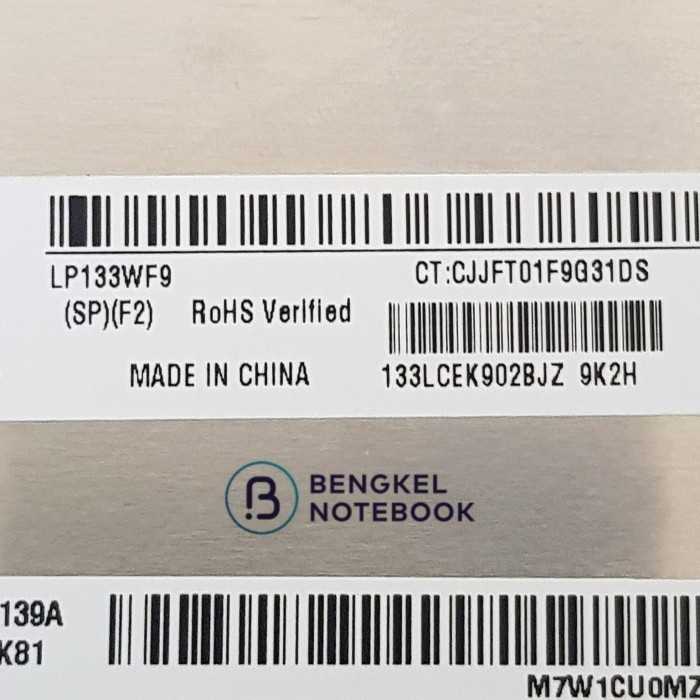 LP133WF9 CT:CJJFT01F9G31DS
(SP)(F2) RoHS Verified
MADE IN CHINA 133LCEK902BJZ 9K2H
BENGKEL
NOTEBOOK
139A
K81
M7W1CU0MZ